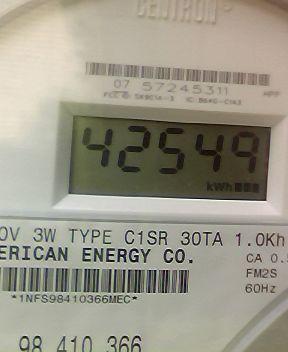 CENTRON
07 57245311
42549
kWh
0V 3W TYPE C1SR 30TA 1.0Kh
ERICAN ENERGY CO.
CA 0.5
FM2S
60Hz
*1NFS98410366MEC*
98 410 366